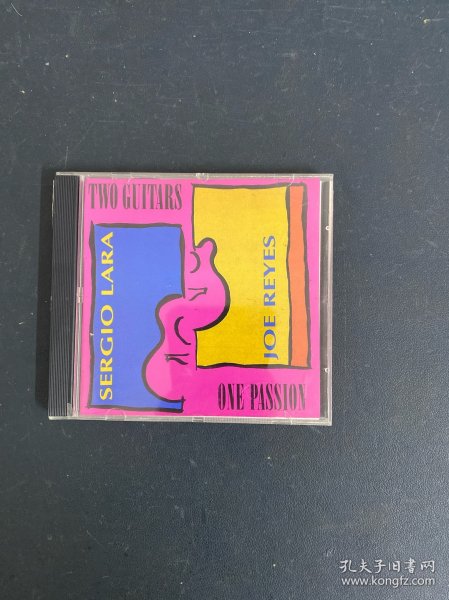 TWO GUITARS
SERGIO LARA
JOE REYES
ONE PASSION
孔夫子旧书网
www.kongfz.com